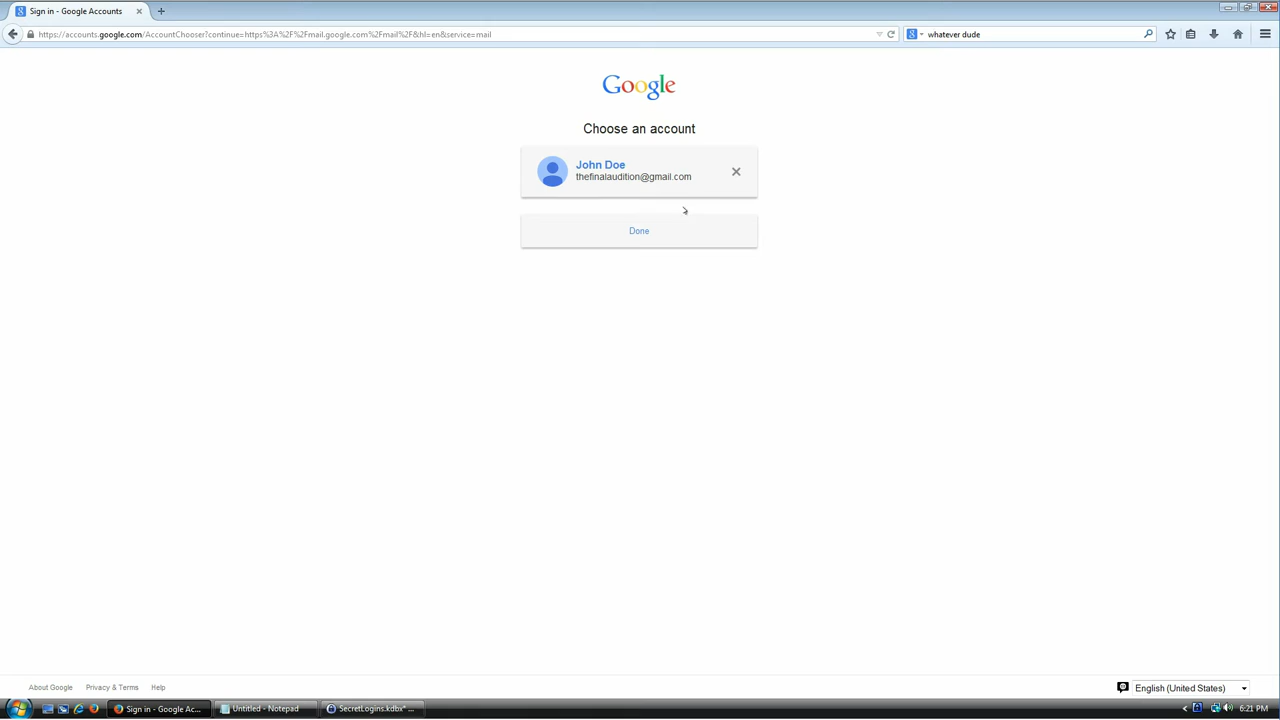 Sign in - Google Accounts
https://accounts.google.com/AccountChooser?continue=https%3A%2F%2Fmail.google.com%2Fmail%2F&hl=en&service=mail
whatever dude
Google
Choose an account
John Doe
thefinalaudition@gmail.com
Done
About Google
Privacy & Terms
Help
English (United States)
Sign in - Google Ac...
Untitled - Notepad
SecretLogins.kdbx* ...
6:21 PM